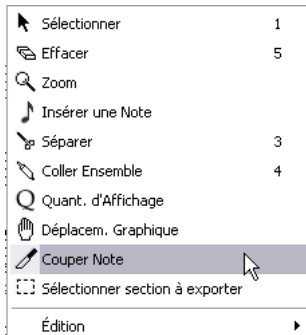 Sélectionner 1
Effacer 5
Zoom
Insérer une Note
Séparer 3
Coller Ensemble 4
Quant. d'Affichage
Déplacem. Graphique
Couper Note
Sélectionner section à exporter
Édition